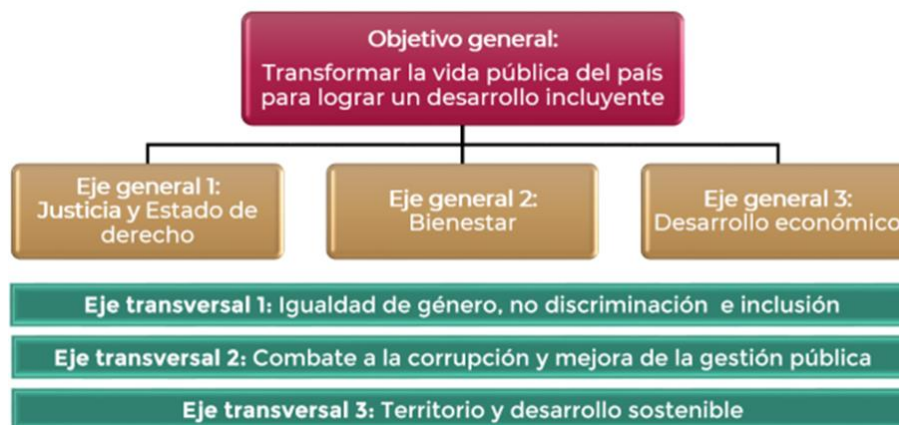 Objetivo general:
Transformar la vida pública del país
para lograr un desarrollo incluyente
Eje general 1:
Justicia y Estado de
derecho
Eje general 2:
Bienestar
Eje general 3:
Desarrollo económico
Eje transversal 1: Igualdad de género, no discriminación e inclusión
Eje transversal 2: Combate a la corrupción y mejora de la gestión pública
Eje transversal 3: Territorio y desarrollo sostenible